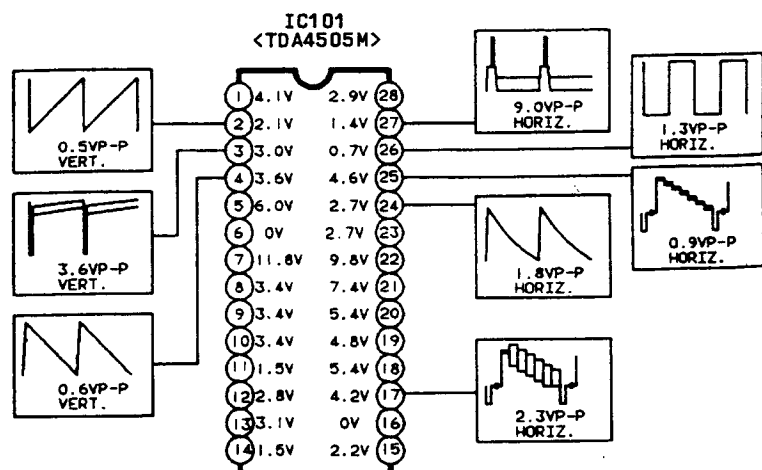 IC101
<TDA4505M>
1 4.1V 2.9V 28
2 2.1V 1.4V 27
3 3.0V 0.7V 26
4 3.6V 4.6V 25
5 6.0V 2.7V 24
6 0V 2.7V 23
7 11.8V 9.8V 22
8 3.4V 7.4V 21
9 3.4V 5.4V 20
10 3.4V 4.8V 19
11 1.5V 5.4V 18
12 2.8V 4.2V 17
13 3.1V 0V 16
14 1.5V 2.2V 15
0.5VP-P
VERT.
3.6VP-P
VERT.
0.6VP-P
VERT.
9.0VP-P
HORIZ.
1.3VP-P
HORIZ.
0.9VP-P
HORIZ.
1.8VP-P
HORIZ.
2.3VP-P
HORIZ.